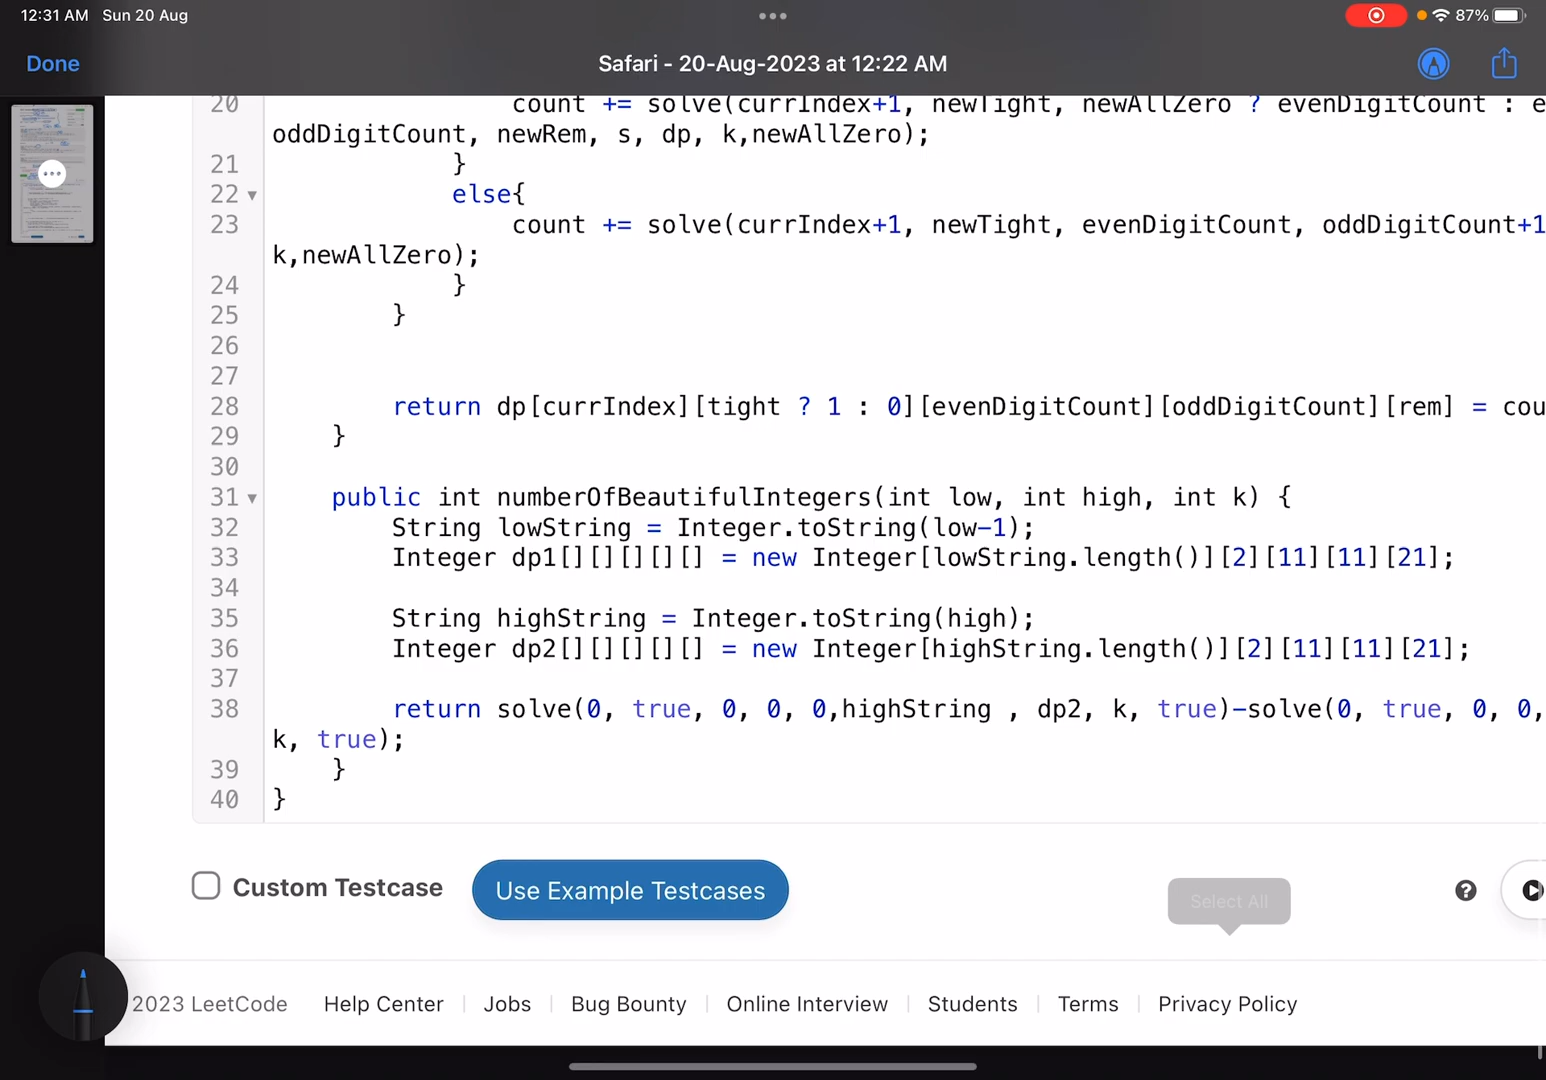 12:31 AM Sun 20 Aug
87%
Done
Safari - 20-Aug-2023 at 12:22 AM
20 count += solve(currIndex+1, newTight, newAllZero ? evenDigitCount : e
oddDigitCount, newRem, s, dp, k,newAllZero);
21 }
22 else{
23 count += solve(currIndex+1, newTight, evenDigitCount, oddDigitCount+1
k,newAllZero);
24 }
25 }
26
27
28 return dp[currIndex][tight ? 1 : 0][evenDigitCount][oddDigitCount][rem] = cou
29 }
30
31 public int numberOfBeautifulIntegers(int low, int high, int k) {
32 String lowString = Integer.toString(low-1);
33 Integer dp1[][][][][] = new Integer[lowString.length()][2][11][11][21];
34
35 String highString = Integer.toString(high);
36 Integer dp2[][][][][] = new Integer[highString.length()][2][11][11][21];
37
38 return solve(0, true, 0, 0, 0,highString , dp2, k, true)-solve(0, true, 0, 0,
k, true);
39 }
40 }
Custom Testcase
Use Example Testcases
Select All
?
2023 LeetCode
Help Center | Jobs | Bug Bounty | Online Interview | Students | Terms | Privacy Policy